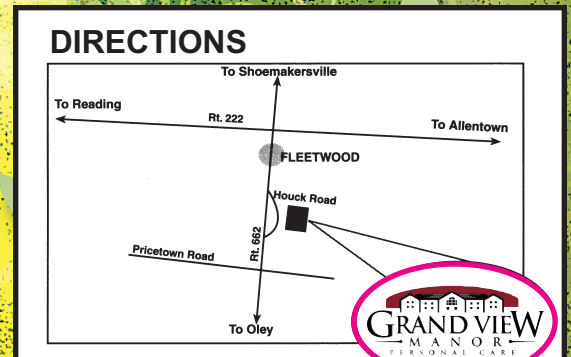 DIRECTIONS
To Shoemakersville
To Reading
Rt. 222
To Allentown
FLEETWOOD
Houck Road
Rt. 662
Pricetown Road
To Oley
GRAND VIEW
MANOR
PERSONAL CARE